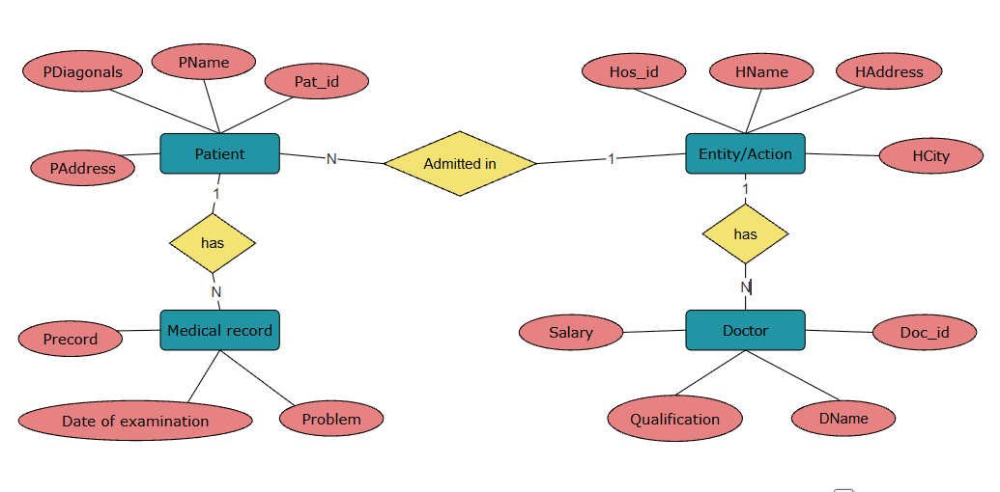 PDiagonals
PName
Pat_id
Hos_id
HName
HAddress
PAddress
Patient
N
Admitted in
1
Entity/Action
HCity
1
has
N
1
has
N
Precord
Medical record
Date of examination
Problem
Salary
Doctor
Doc_id
Qualification
DName